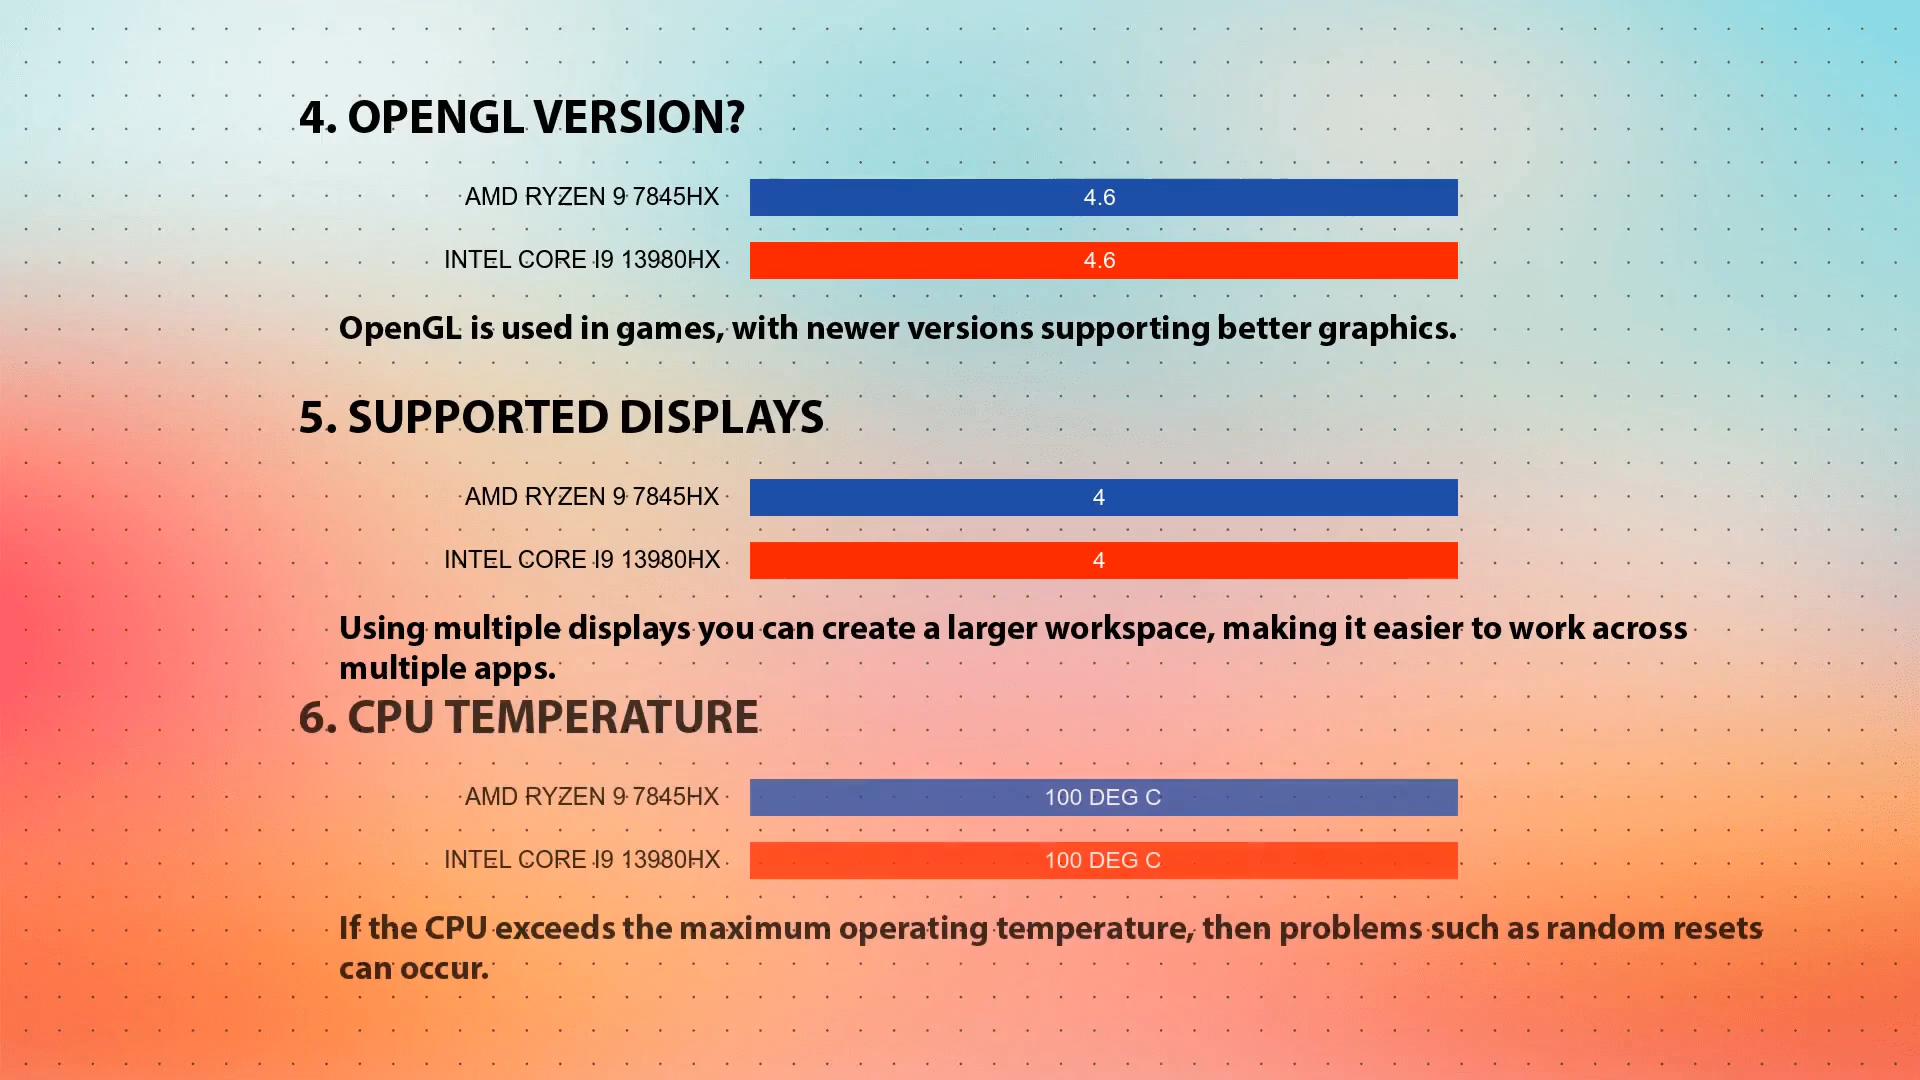 4. OPENGL VERSION?
AMD RYZEN 9 7845HX 4.6
INTEL CORE I9 13980HX 4.6
OpenGL is used in games, with newer versions supporting better graphics.
5. SUPPORTED DISPLAYS
AMD RYZEN 9 7845HX 4
INTEL CORE I9 13980HX 4
Using multiple displays you can create a larger workspace, making it easier to work across
multiple apps.
6. CPU TEMPERATURE
AMD RYZEN 9 7845HX 100 DEG C
INTEL CORE I9 13980HX 100 DEG C
If the CPU exceeds the maximum operating temperature, then problems such as random resets
can occur.